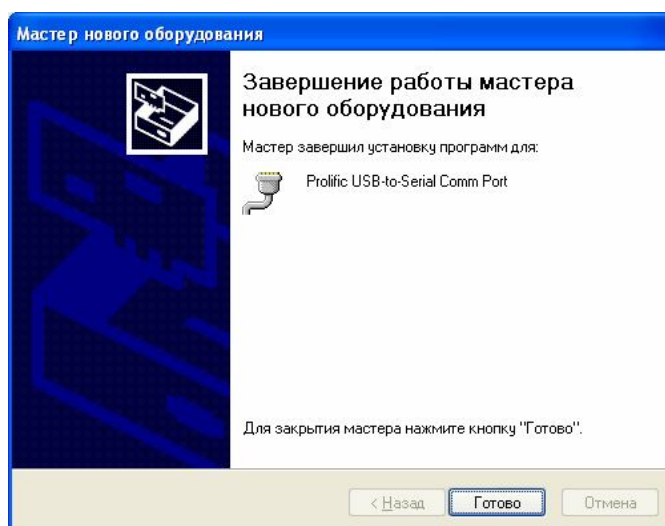 Мастер нового оборудования
Завершение работы мастера
нового оборудования
Мастер завершил установку программ для:
Prolific USB-to-Serial Comm Port
Для закрытия мастера нажмите кнопку "Готово".
< Назад
Готово
Отмена